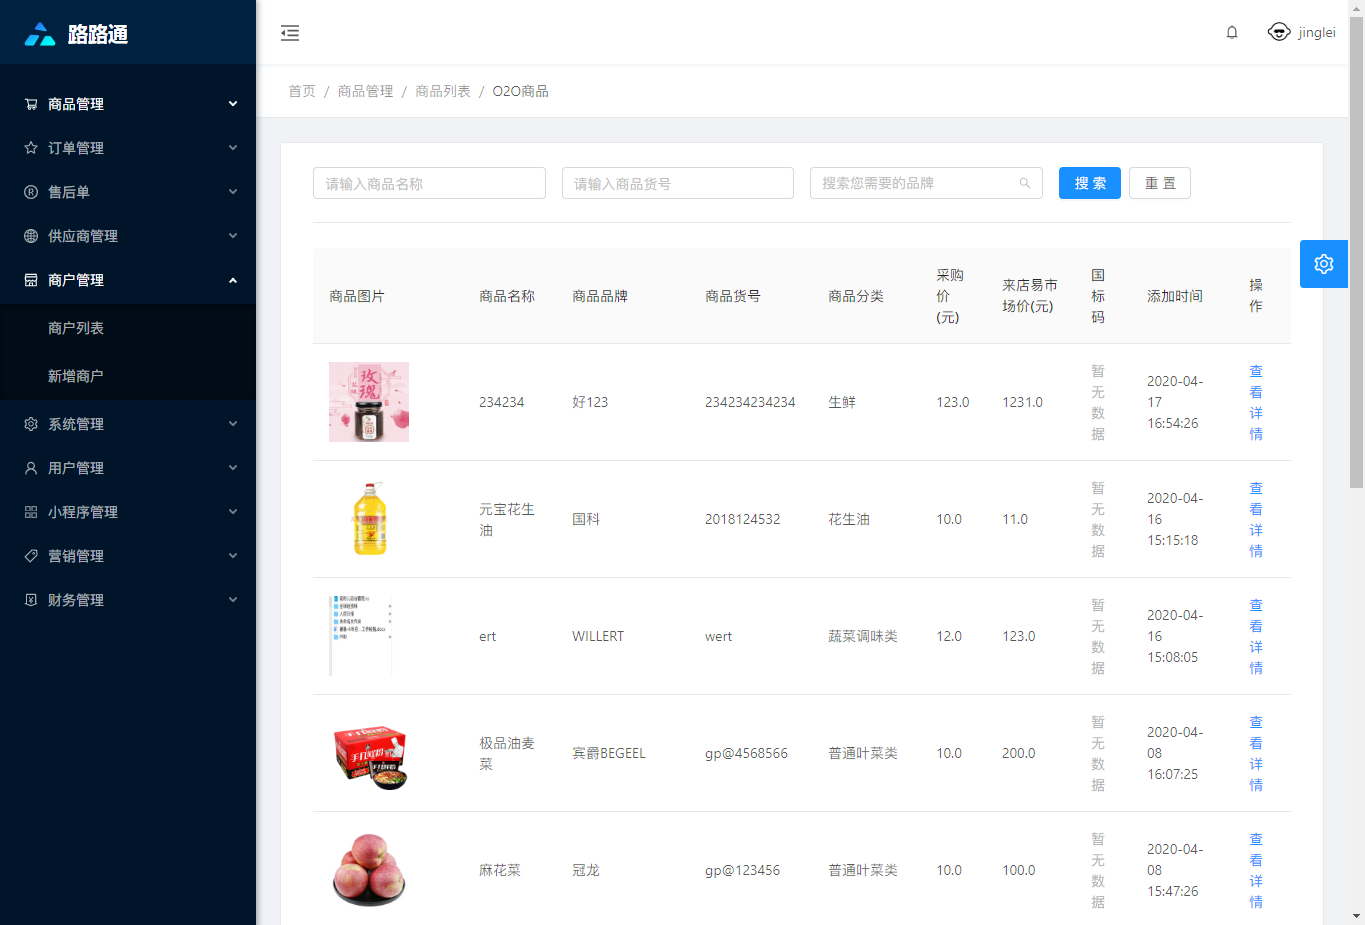 路路通
jinglei
商品管理
订单管理
售后单
供应商管理
商户管理
商户列表
新增商户
系统管理
用户管理
小程序管理
营销管理
财务管理
首页 / 商品管理 / 商品列表 / O2O商品
请输入商品名称 请输入商品货号 搜索您需要的品牌 搜 索 重 置
商品图片 商品名称 商品品牌 商品货号 商品分类 采购价(元) 来店易市场价(元) 国标码 添加时间 操作
玫瑰
234234 好123 234234234234 生鲜 123.0 1231.0 暂无数据 2020-04-17 16:54:26 查看详情
元宝花生油 国科 2018124532 花生油 10.0 11.0 暂无数据 2020-04-16 15:15:18 查看详情
ert WILLERT wert 蔬菜调味类 12.0 123.0 暂无数据 2020-04-16 15:08:05 查看详情
极品油麦菜 宾爵BEGEEL gp@4568566 普通叶菜类 10.0 200.0 暂无数据 2020-04-08 16:07:25 查看详情
麻花菜 冠龙 gp@123456 普通叶菜类 10.0 100.0 暂无数据 2020-04-08 15:47:26 查看详情